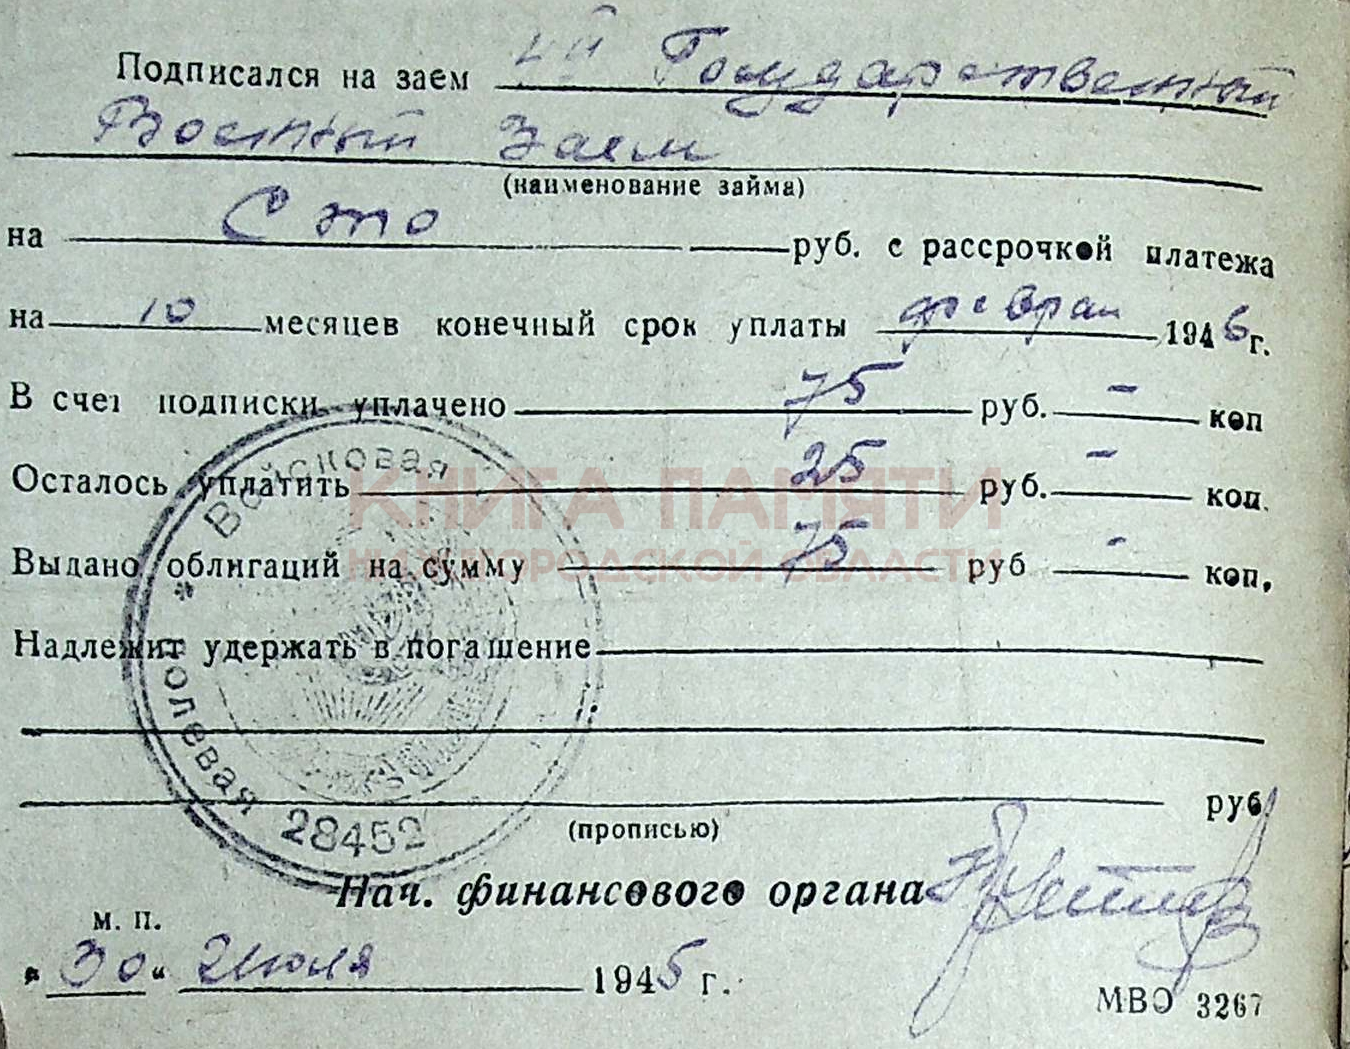 Подписался на заем 4й Государственный
Военный Заем
(наименование займа)
на Сто руб. с рассрочкой платежа
на 10 месяцев конечный срок уплаты феврал 1946 г.
В счет подписки уплачено 75 руб. - коп
Осталось уплатить 25 руб. - коп.
Выдано облигаций на сумму 75 руб - коп.
Надлежит удержать в погашение
руб
(прописью)
Нач. финансового органа
м. п.
"30" июля 1945 г.
МВО 3267
Войсковая * полевая 28452
КНИГА ПАМЯТИ
НИЖЕГОРОДСКОЙ ОБЛАСТИ